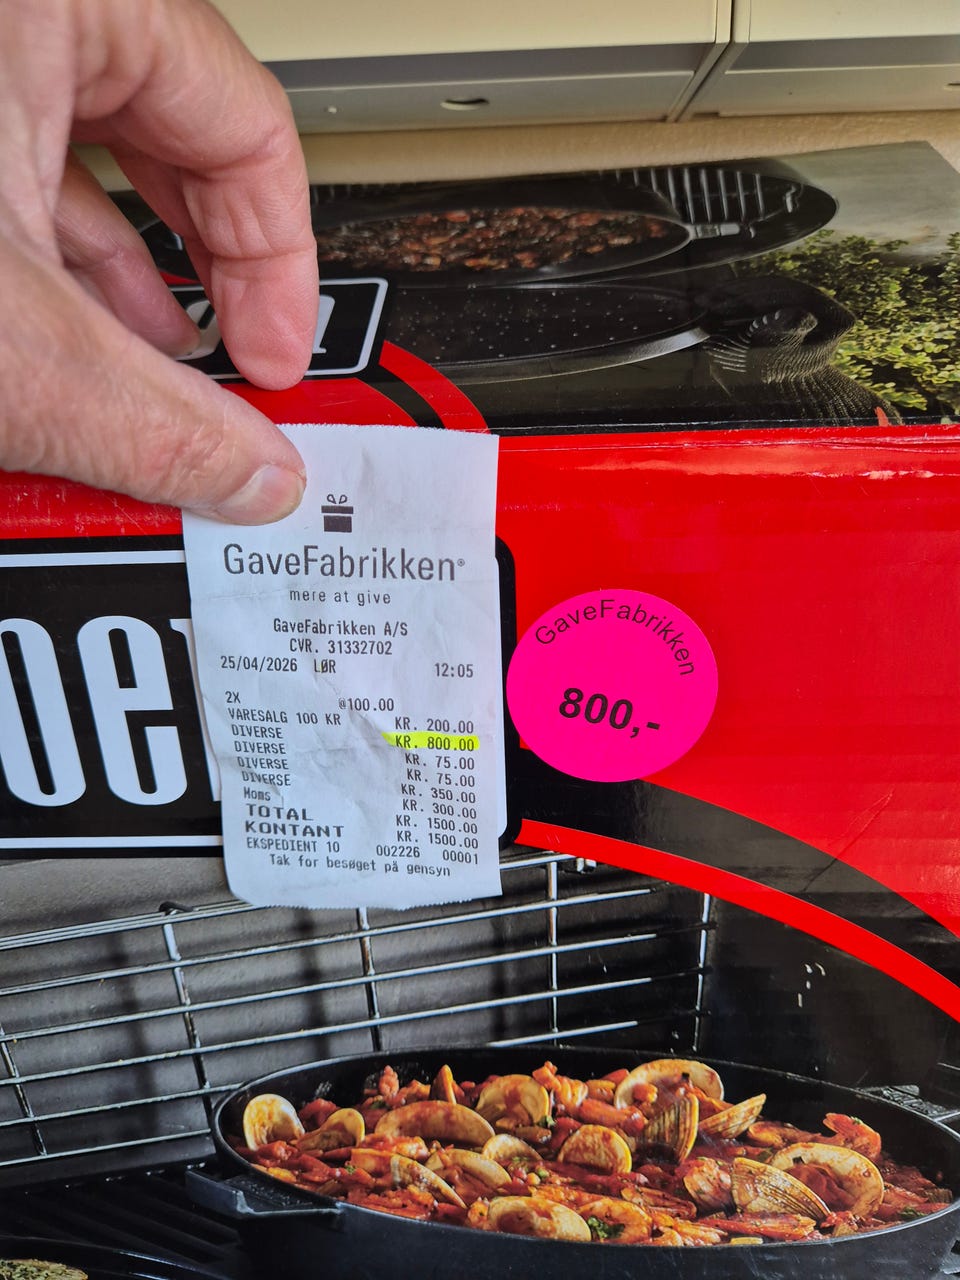 GaveFabrikken®
mere at give
GaveFabrikken A/S
CVR. 31332702
25/04/2026 LØR 12:05
2X @100.00
VARESALG 100 KR KR. 200.00
DIVERSE KR. 800.00
DIVERSE KR. 75.00
DIVERSE KR. 75.00
DIVERSE KR. 350.00
Moms KR. 300.00
TOTAL KR. 1500.00
KONTANT KR. 1500.00
EKSPEDIENT 10 002226 00001
Tak for besøget på gensyn
GaveFabrikken
800,-